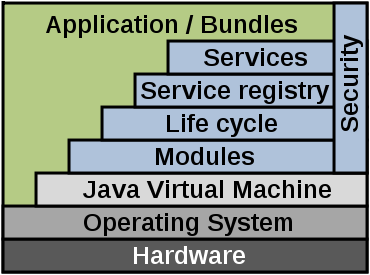 Application / Bundles
Services
Service registry
Life cycle
Modules
Security
Java Virtual Machine
Operating System
Hardware